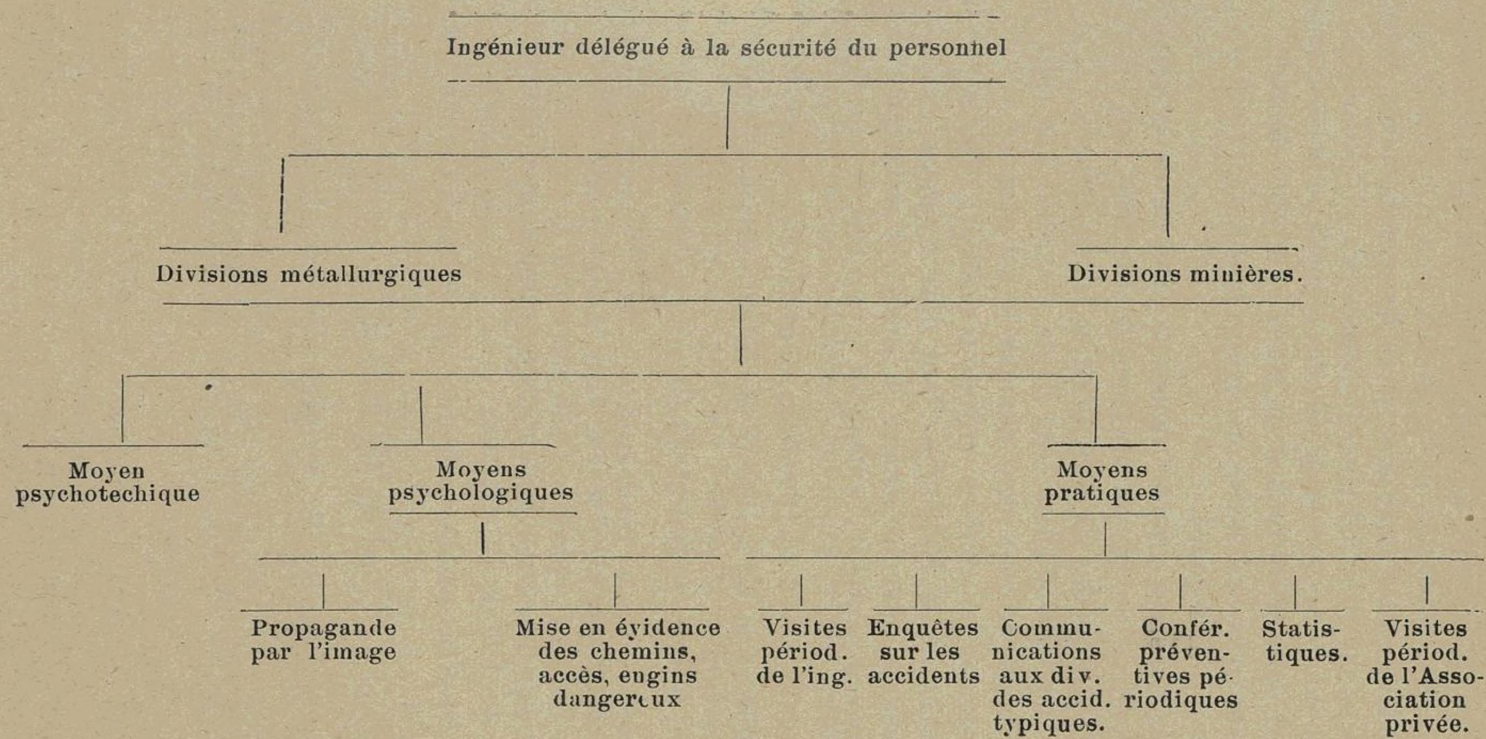 Ingénieur délégué à la sécurité du personnel
Divisions métallurgiques
Divisions minières.
Moyen
psychotechique
Moyens
psychologiques
Moyens
pratiques
Propagande
par l'image
Mise en évidence
des chemins,
accès, engins
dangereux
Visites
périod.
de l'ing.
Enquêtes
sur les
accidents
Commu-
nications
aux div.
des accid.
typiques.
Confér.
préven-
tives pé-
riodiques
Statis-
tiques.
Visites
périod.
de l'Asso-
ciation
privée.